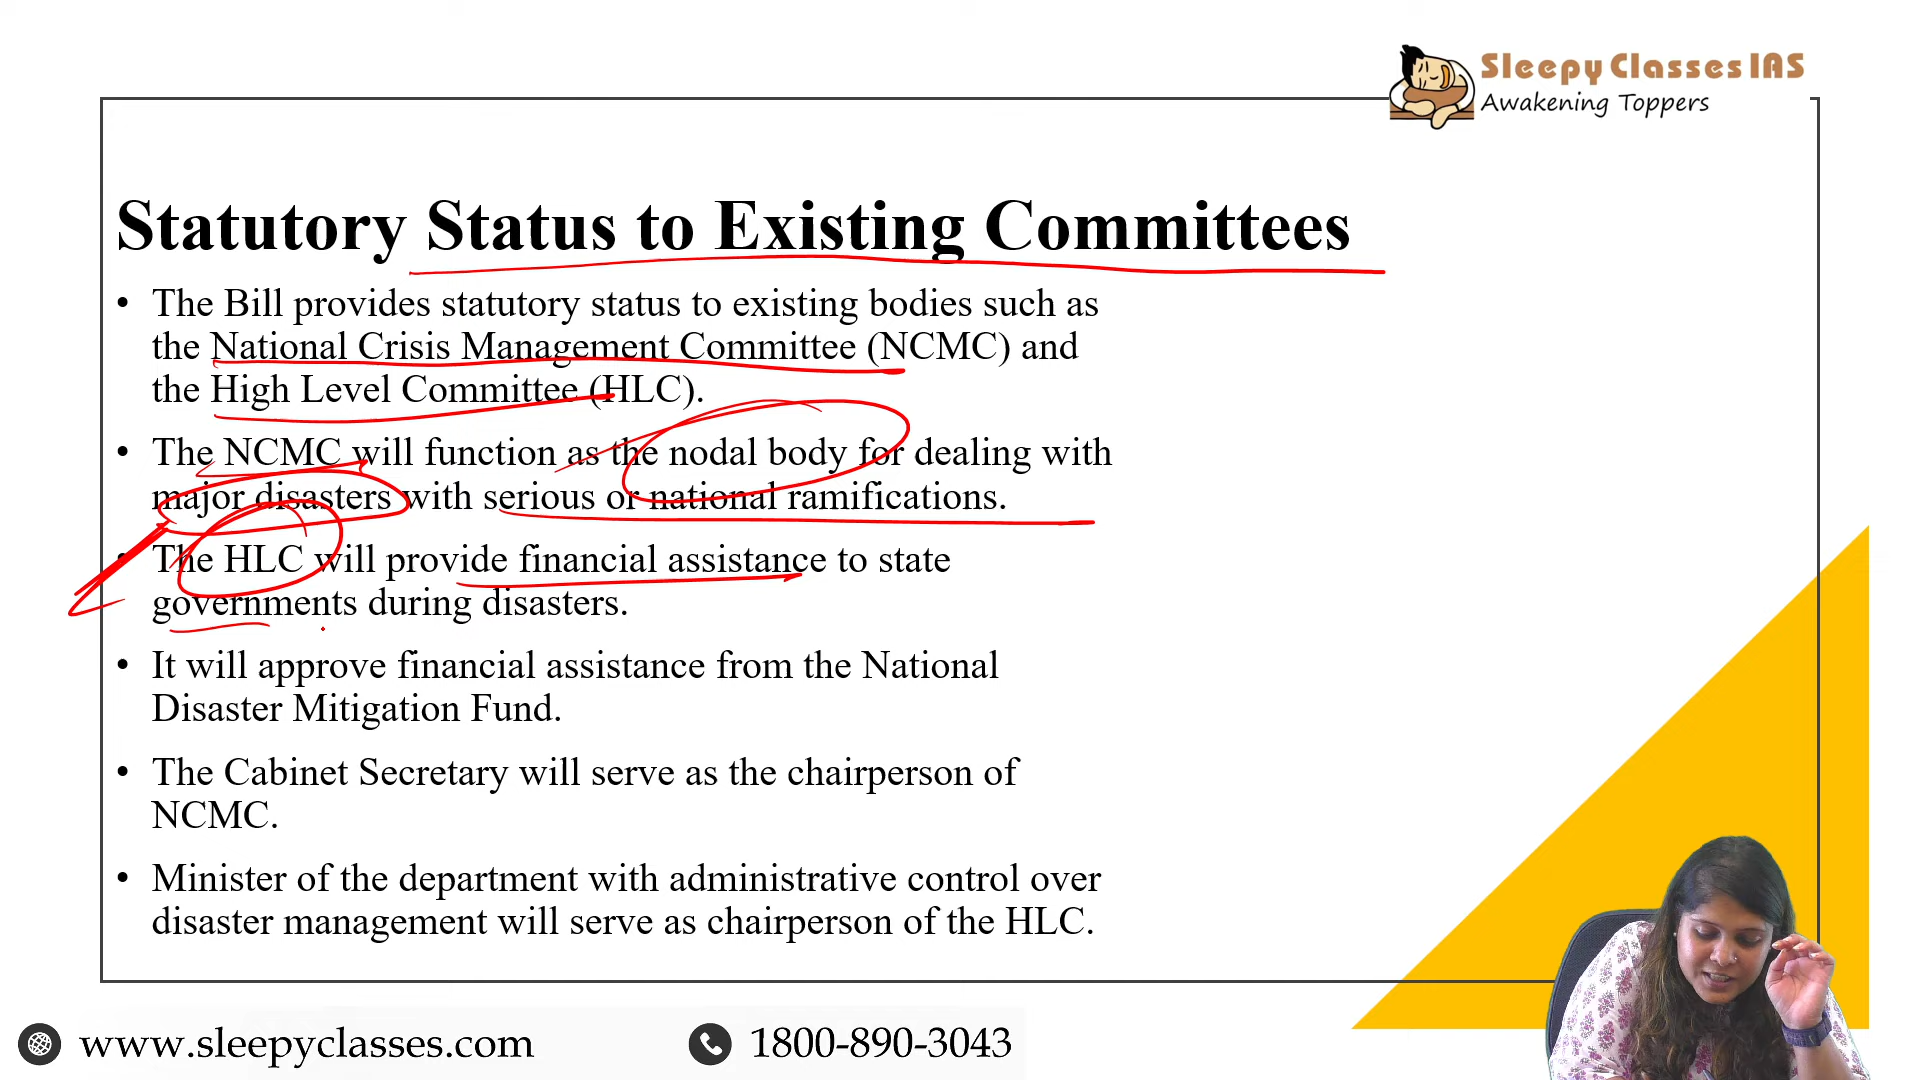 Sleepy Classes IAS
Awakening Toppers
Statutory Status to Existing Committees
• The Bill provides statutory status to existing bodies such as
the National Crisis Management Committee (NCMC) and
the High Level Committee (HLC).
• The NCMC will function as the nodal body for dealing with
major disasters with serious or national ramifications.
• The HLC will provide financial assistance to state
governments during disasters.
• It will approve financial assistance from the National
Disaster Mitigation Fund.
• The Cabinet Secretary will serve as the chairperson of
NCMC.
• Minister of the department with administrative control over
disaster management will serve as chairperson of the HLC.
www.sleepyclasses.com
1800-890-3043